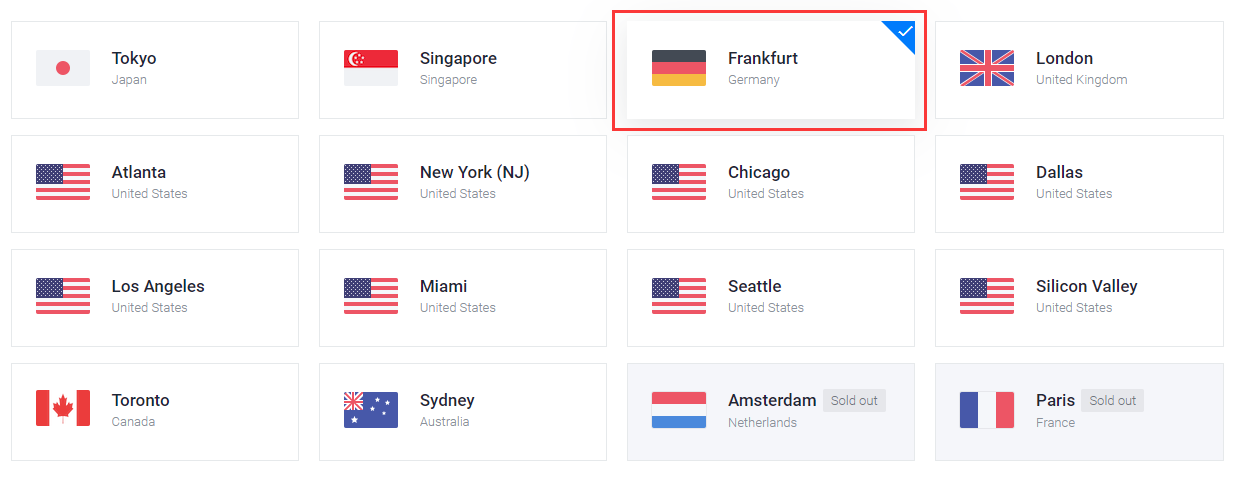 Tokyo
Japan
Singapore
Singapore
Frankfurt
Germany
London
United Kingdom
Atlanta
United States
New York (NJ)
United States
Chicago
United States
Dallas
United States
Los Angeles
United States
Miami
United States
Seattle
United States
Silicon Valley
United States
Toronto
Canada
Sydney
Australia
Amsterdam Sold out
Netherlands
Paris Sold out
France